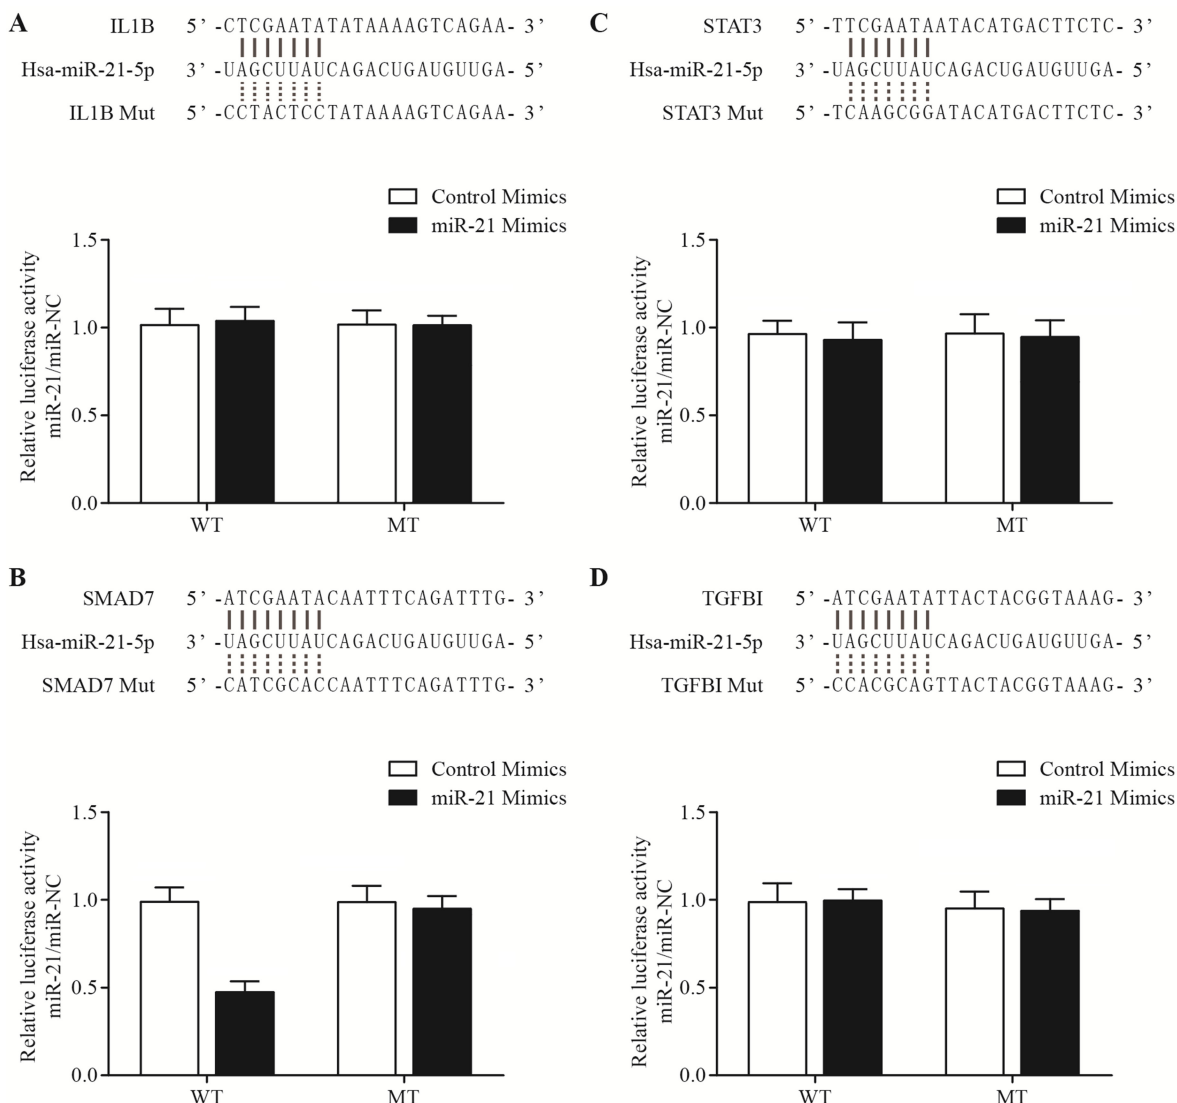 A
IL1B 5’ -CTCGAATATATAAAAGTCAGAA- 3’
Hsa-miR-21-5p 3’ -UAGCUUAUCAGACUGAUGUUGA- 5’
IL1B Mut 5’ -CCTACTCCTATAAAAGTCAGAA- 3’
Control Mimics
miR-21 Mimics
Relative luciferase activity
miR-21/miR-NC
1.5
1.0
0.5
0.0
WT MT
C
STAT3 5’ -TTCGAATAATACATGACTTCTC- 3’
Hsa-miR-21-5p 3’ -UAGCUUAUCAGACUGAUGUUGA- 5’
STAT3 Mut 5’ -TCAAGCGGATACATGACTTCTC- 3’
Control Mimics
miR-21 Mimics
Relative luciferase activity
miR-21/miR-NC
1.5
1.0
0.5
0.0
WT MT
B
SMAD7 5’ -ATCGAATACAATTTCAGATTTG- 3’
Hsa-miR-21-5p 3’ -UAGCUUAUCAGACUGAUGUUGA- 5’
SMAD7 Mut 5’ -CATCGCACCAATTTCAGATTTG- 3’
Control Mimics
miR-21 Mimics
Relative luciferase activity
miR-21/miR-NC
1.5
1.0
0.5
0.0
WT MT
D
TGFBI 5’ -ATCGAATATTACTACGGTAAAG- 3’
Hsa-miR-21-5p 3’ -UAGCUUAUCAGACUGAUGUUGA- 5’
TGFBI Mut 5’ -CCACGCAGTTACTACGGTAAAG- 3’
Control Mimics
miR-21 Mimics
Relative luciferase activity
miR-21/miR-NC
1.5
1.0
0.5
0.0
WT MT